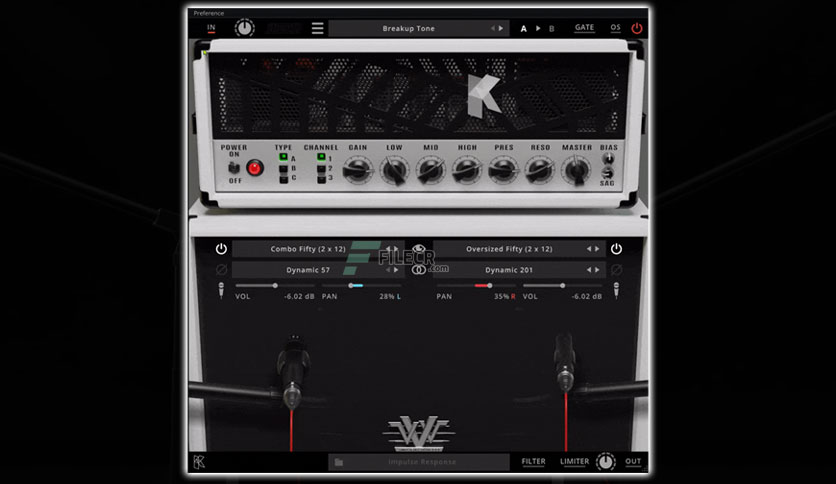 Preference
IN
Breakup Tone
A B
GATE OS
K
POWER TYPE CHANNEL GAIN LOW MID HIGH PRES RESO MASTER BIAS
ON
A 1
B 2
C 3
OFF
SAG
Combo Fifty (2 x 12) Oversized Fifty (2 x 12)
FILECR
.com
Dynamic 57 Dynamic 201
VOL -6.02 dB PAN 28% L PAN 35% R VOL -6.02 dB
Impulse Response
FILTER LIMITER OUT